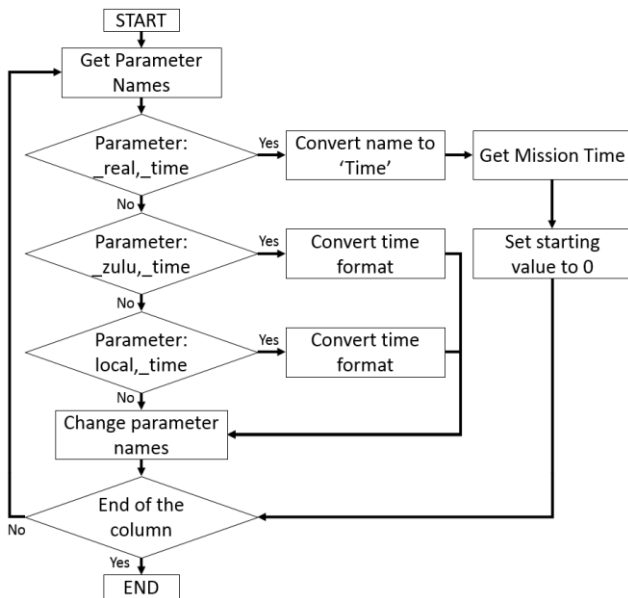 START
Get Parameter
Names
Parameter:
_real,_time
Yes
Convert name to
‘Time’
Get Mission Time
No
Parameter:
_zulu,_time
Yes
Convert time
format
Set starting
value to 0
No
Parameter:
local,_time
Yes
Convert time
format
No
Change parameter
names
End of the
column
No
Yes
END